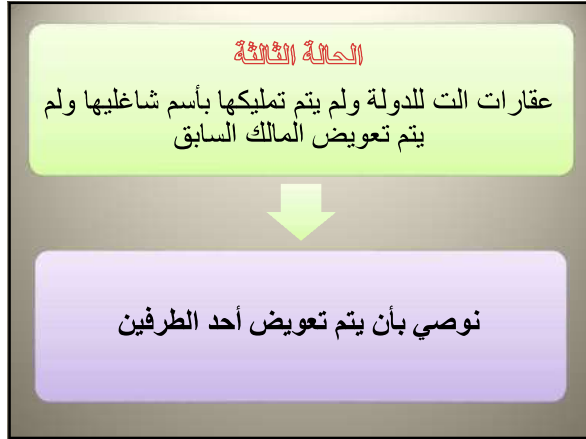 الحالة الثالثة
عقارات الت للدولة ولم يتم تمليكها بأسم شاغليها ولم
يتم تعويض المالك السابق
نوصي بأن يتم تعويض أحد الطرفين